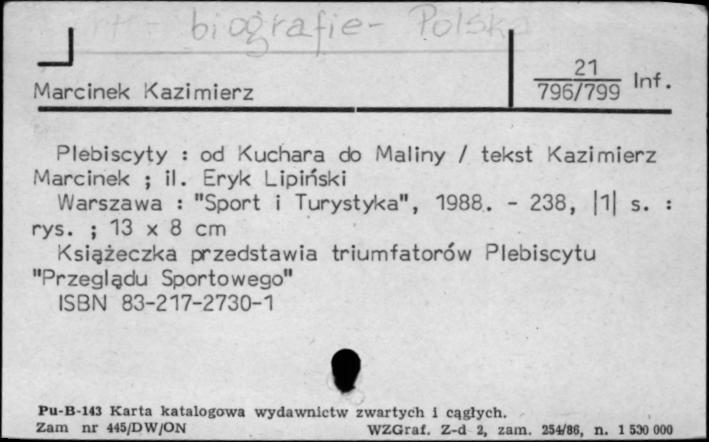 biografie - Polska
21
796/799 Inf.
Marcinek Kazimierz
Plebiscyty : od Kuchara do Maliny / tekst Kazimierz
Marcinek ; il. Eryk Lipiński
Warszawa : "Sport i Turystyka", 1988. - 238, |1| s. :
rys. ; 13 x 8 cm
Książeczka przedstawia triumfatorów Plebiscytu
"Przeglądu Sportowego"
ISBN 83-217-2730-1
Pu-B-143 Karta katalogowa wydawnictw zwartych i cągłych.
Zam nr 445/DW/ON WZGraf. Z-d 2, zam. 254/86, n. 1 500 000